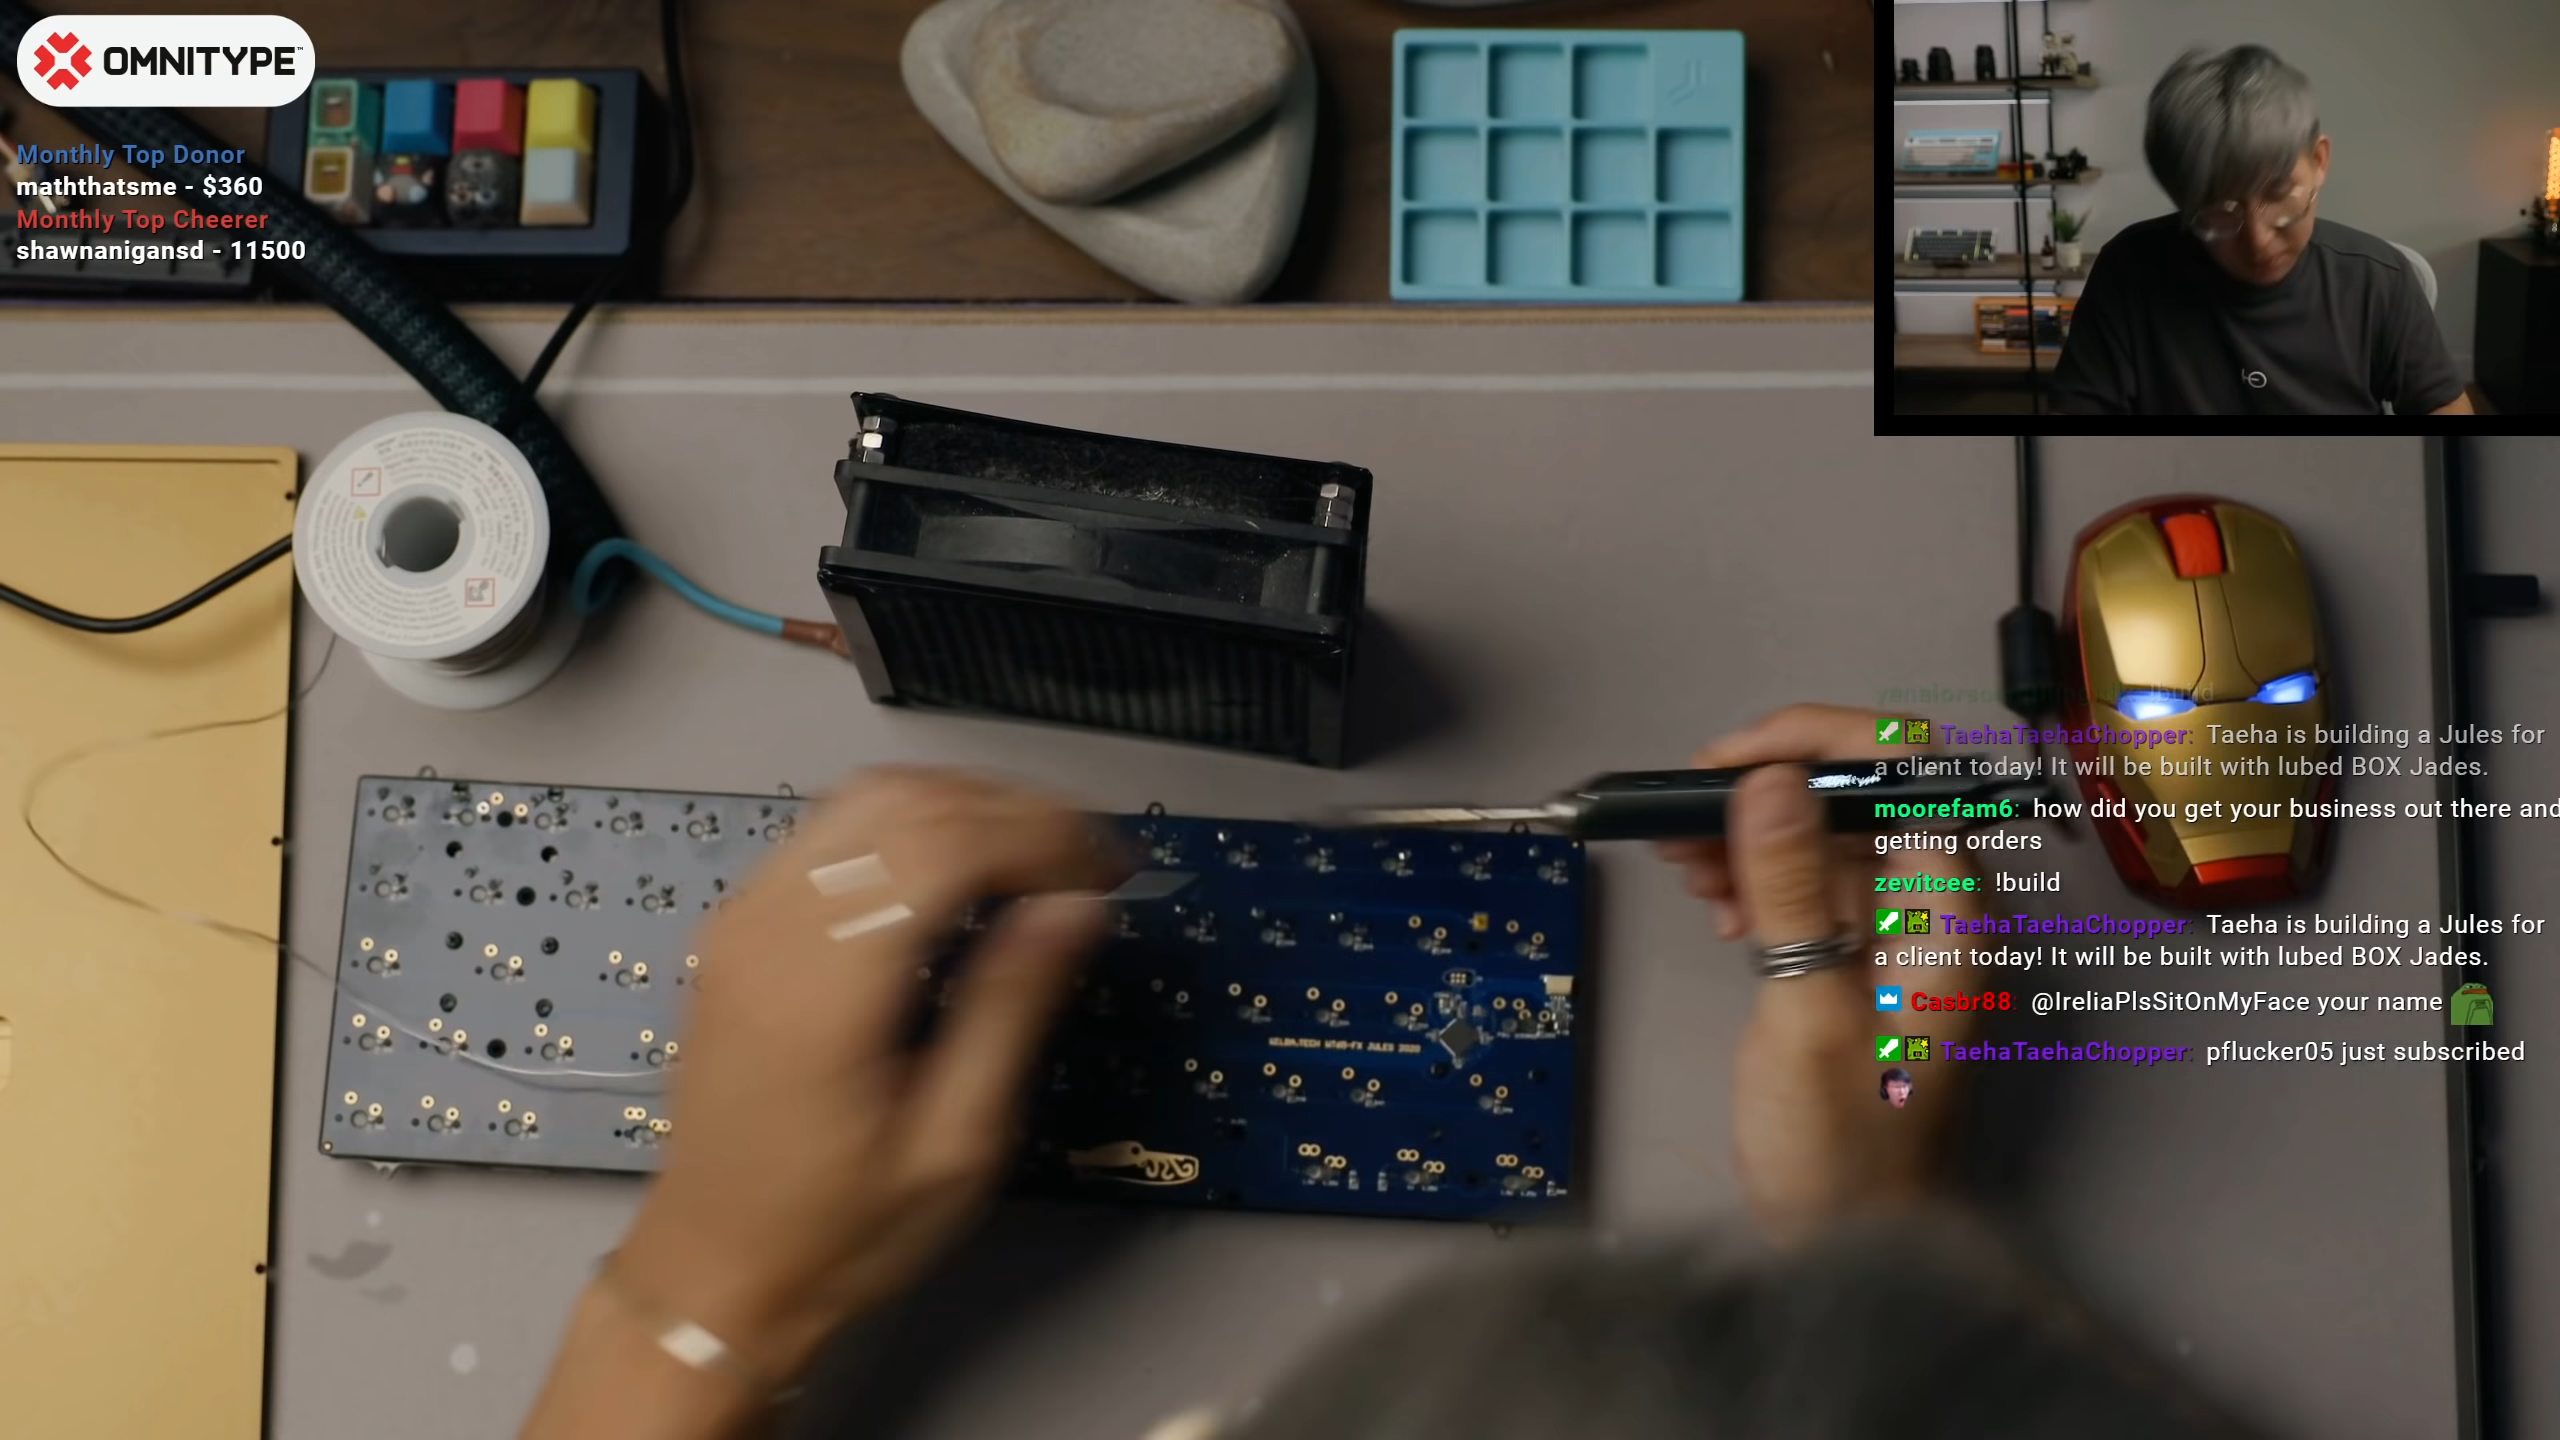 OMNITYPE™
Monthly Top Donor
maththatsme - $360
Monthly Top Cheerer
shawnanigansd - 11500
TaehaTaehaChopper: Taeha is building a Jules for
a client today! It will be built with lubed BOX Jades.
moorefam6: how did you get your business out there and
getting orders
zevitcee: !build
TaehaTaehaChopper: Taeha is building a Jules for
a client today! It will be built with lubed BOX Jades.
Casbr88: @IreliaPlsSitOnMyFace your name
TaehaTaehaChopper: pflucker05 just subscribed
JULES 2020